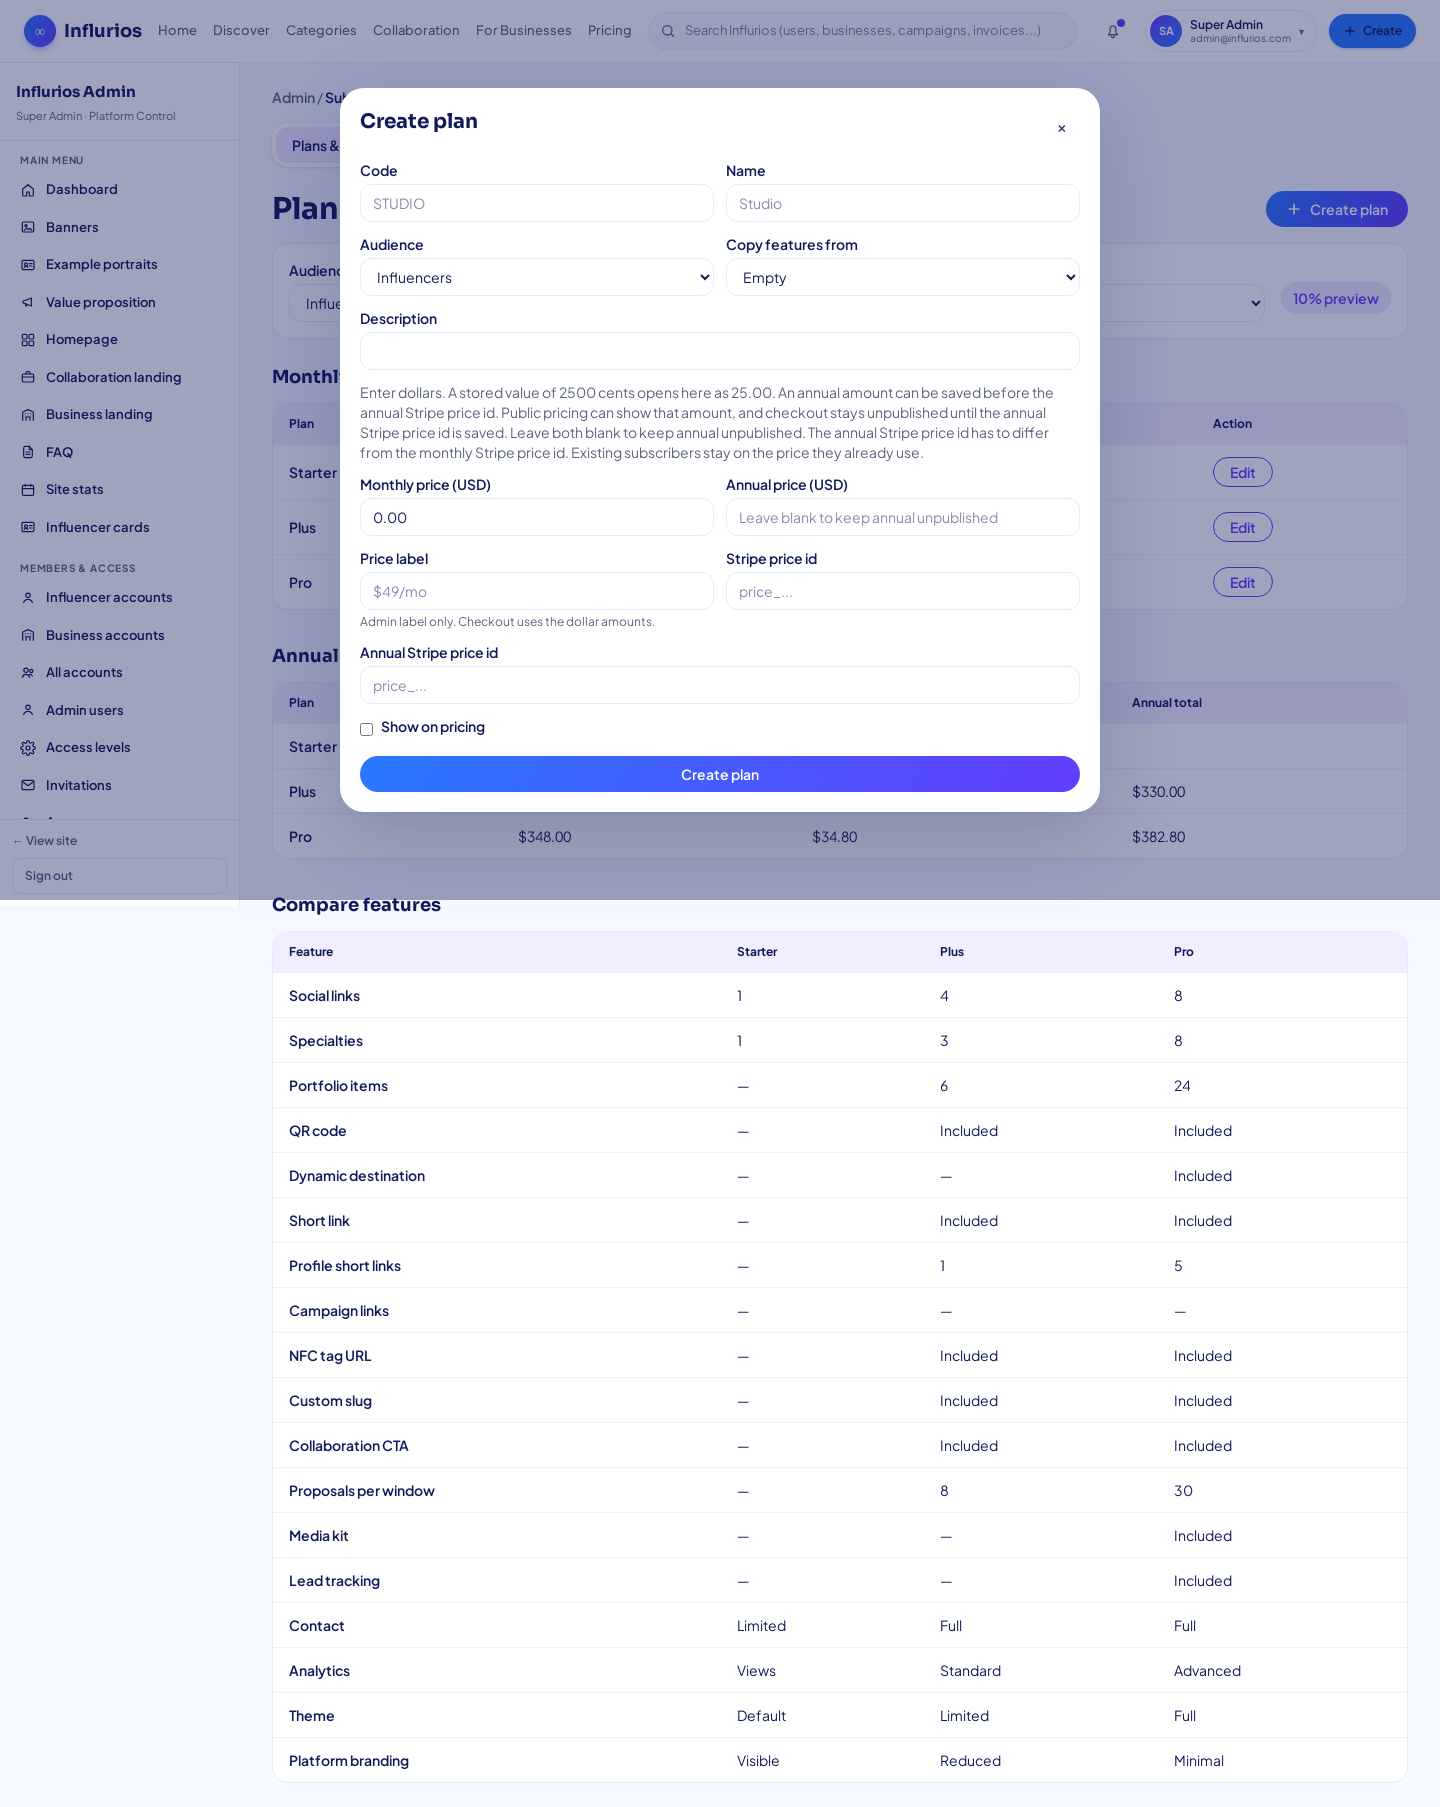 ∞ Influrios Home Discover Categories Collaboration For Businesses Pricing Search Influrios (users, businesses, campaigns, invoices...) SA Super Admin admin@influrios.com ▾ + Create
Influrios Admin
Super Admin · Platform Control
MAIN MENU
Dashboard
Banners
Example portraits
Value proposition
Homepage
Collaboration landing
Business landing
FAQ
Site stats
Influencer cards
MEMBERS & ACCESS
Influencer accounts
Business accounts
All accounts
Admin users
Access levels
Invitations
← View site
Sign out
Admin /
Plans &
Plan
+ Create plan
Audienc
Influe
10% preview
Monthl
Plan Action
Starter Edit
Plus Edit
Pro Edit
Annual
Plan Annual total
Starter
Plus $330.00
Pro $348.00 $34.80 $382.80
Create plan
×
Code Name
STUDIO Studio
Audience Copy features from
Influencers Empty
Description
Enter dollars. A stored value of 2500 cents opens here as 25.00. An annual amount can be saved before the
annual Stripe price id. Public pricing can show that amount, and checkout stays unpublished until the annual
Stripe price id is saved. Leave both blank to keep annual unpublished. The annual Stripe price id has to differ
from the monthly Stripe price id. Existing subscribers stay on the price they already use.
Monthly price (USD) Annual price (USD)
0.00 Leave blank to keep annual unpublished
Price label Stripe price id
$49/mo price_...
Admin label only. Checkout uses the dollar amounts.
Annual Stripe price id
price_...
Show on pricing
Create plan
Compare features
Feature Starter Plus Pro
Social links 1 4 8
Specialties 1 3 8
Portfolio items — 6 24
QR code — Included Included
Dynamic destination — — Included
Short link — Included Included
Profile short links — 1 5
Campaign links — — —
NFC tag URL — Included Included
Custom slug — Included Included
Collaboration CTA — Included Included
Proposals per window — 8 30
Media kit — — Included
Lead tracking — — Included
Contact Limited Full Full
Analytics Views Standard Advanced
Theme Default Limited Full
Platform branding Visible Reduced Minimal